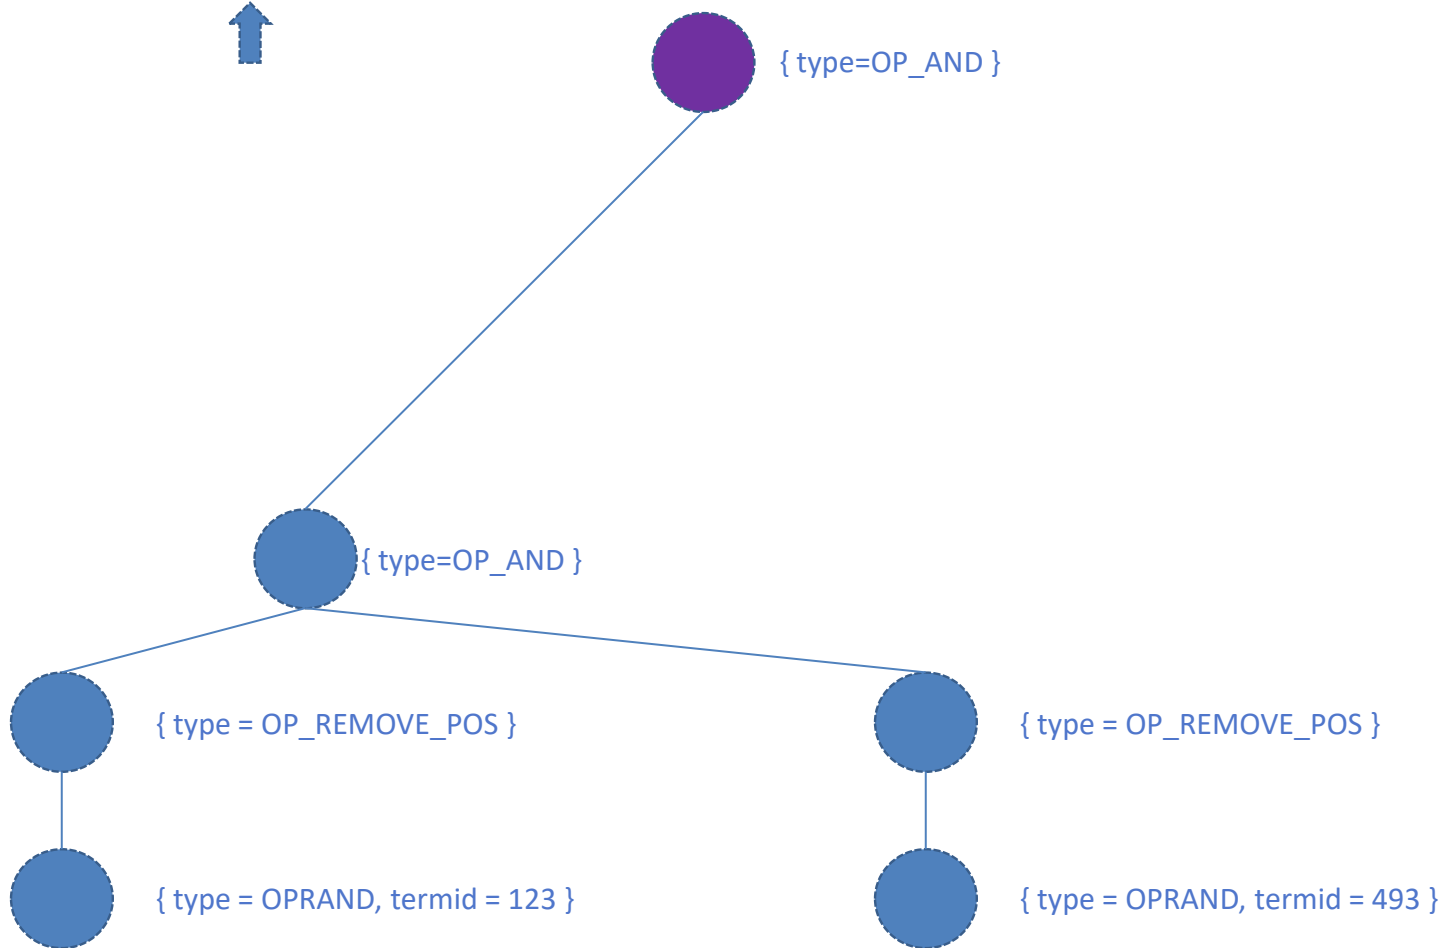 { type=OP_AND }
{ type=OP_AND }
{ type = OP_REMOVE_POS }
{ type = OP_REMOVE_POS }
{ type = OPRAND, termid = 123 }
{ type = OPRAND, termid = 493 }